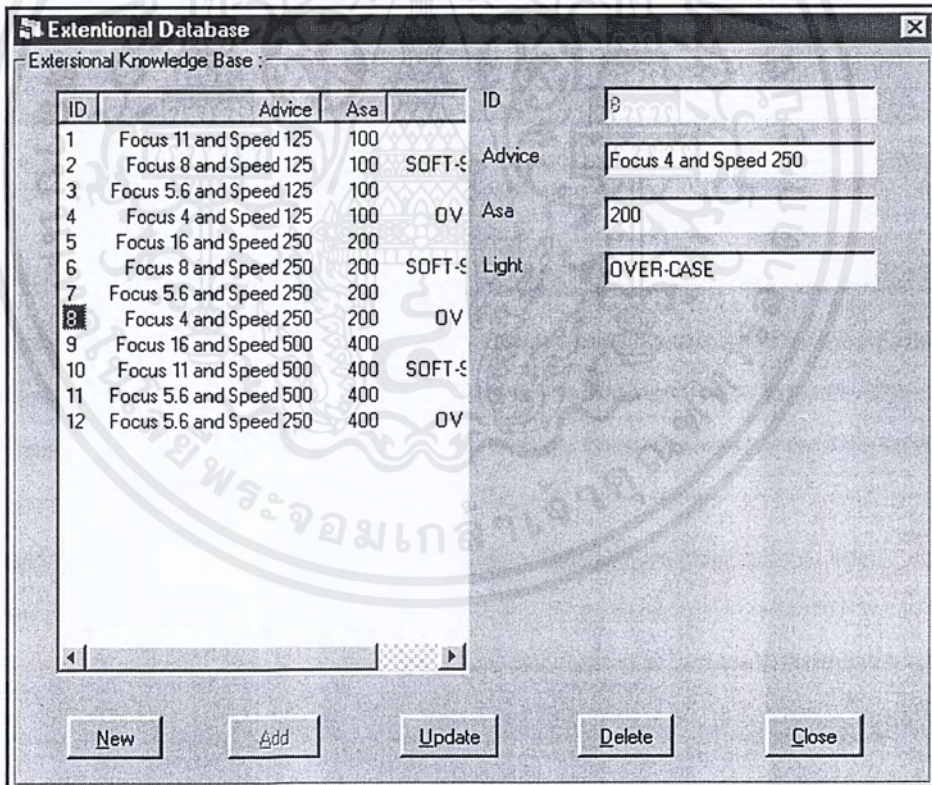 Extentional Database
Extersional Knowledge Base :
ID Advice Asa
1 Focus 11 and Speed 125 100
2 Focus 8 and Speed 125 100 SOFT-S
3 Focus 5.6 and Speed 125 100
4 Focus 4 and Speed 125 100 OV
5 Focus 16 and Speed 250 200
6 Focus 8 and Speed 250 200 SOFT-S
7 Focus 5.6 and Speed 250 200
8 Focus 4 and Speed 250 200 OV
9 Focus 16 and Speed 500 400
10 Focus 11 and Speed 500 400 SOFT-S
11 Focus 5.6 and Speed 500 400
12 Focus 5.6 and Speed 250 400 OV
ID 8
Advice Focus 4 and Speed 250
Asa 200
Light OVER-CASE
New Add Update Delete Close